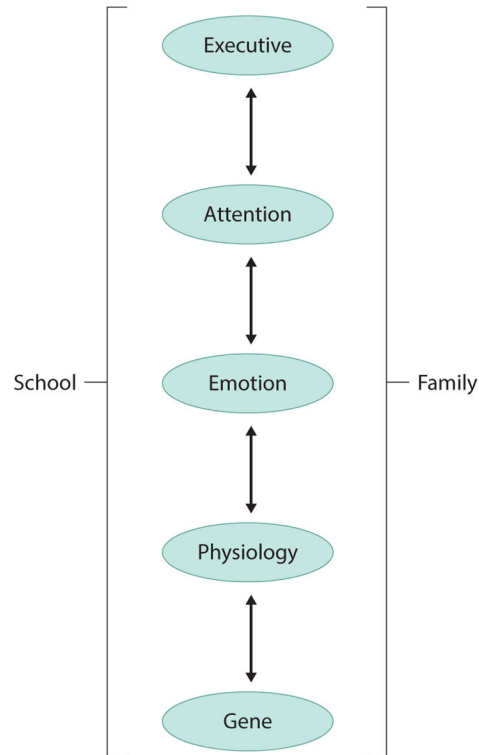 Executive
Attention
School
Emotion
Family
Physiology
Gene